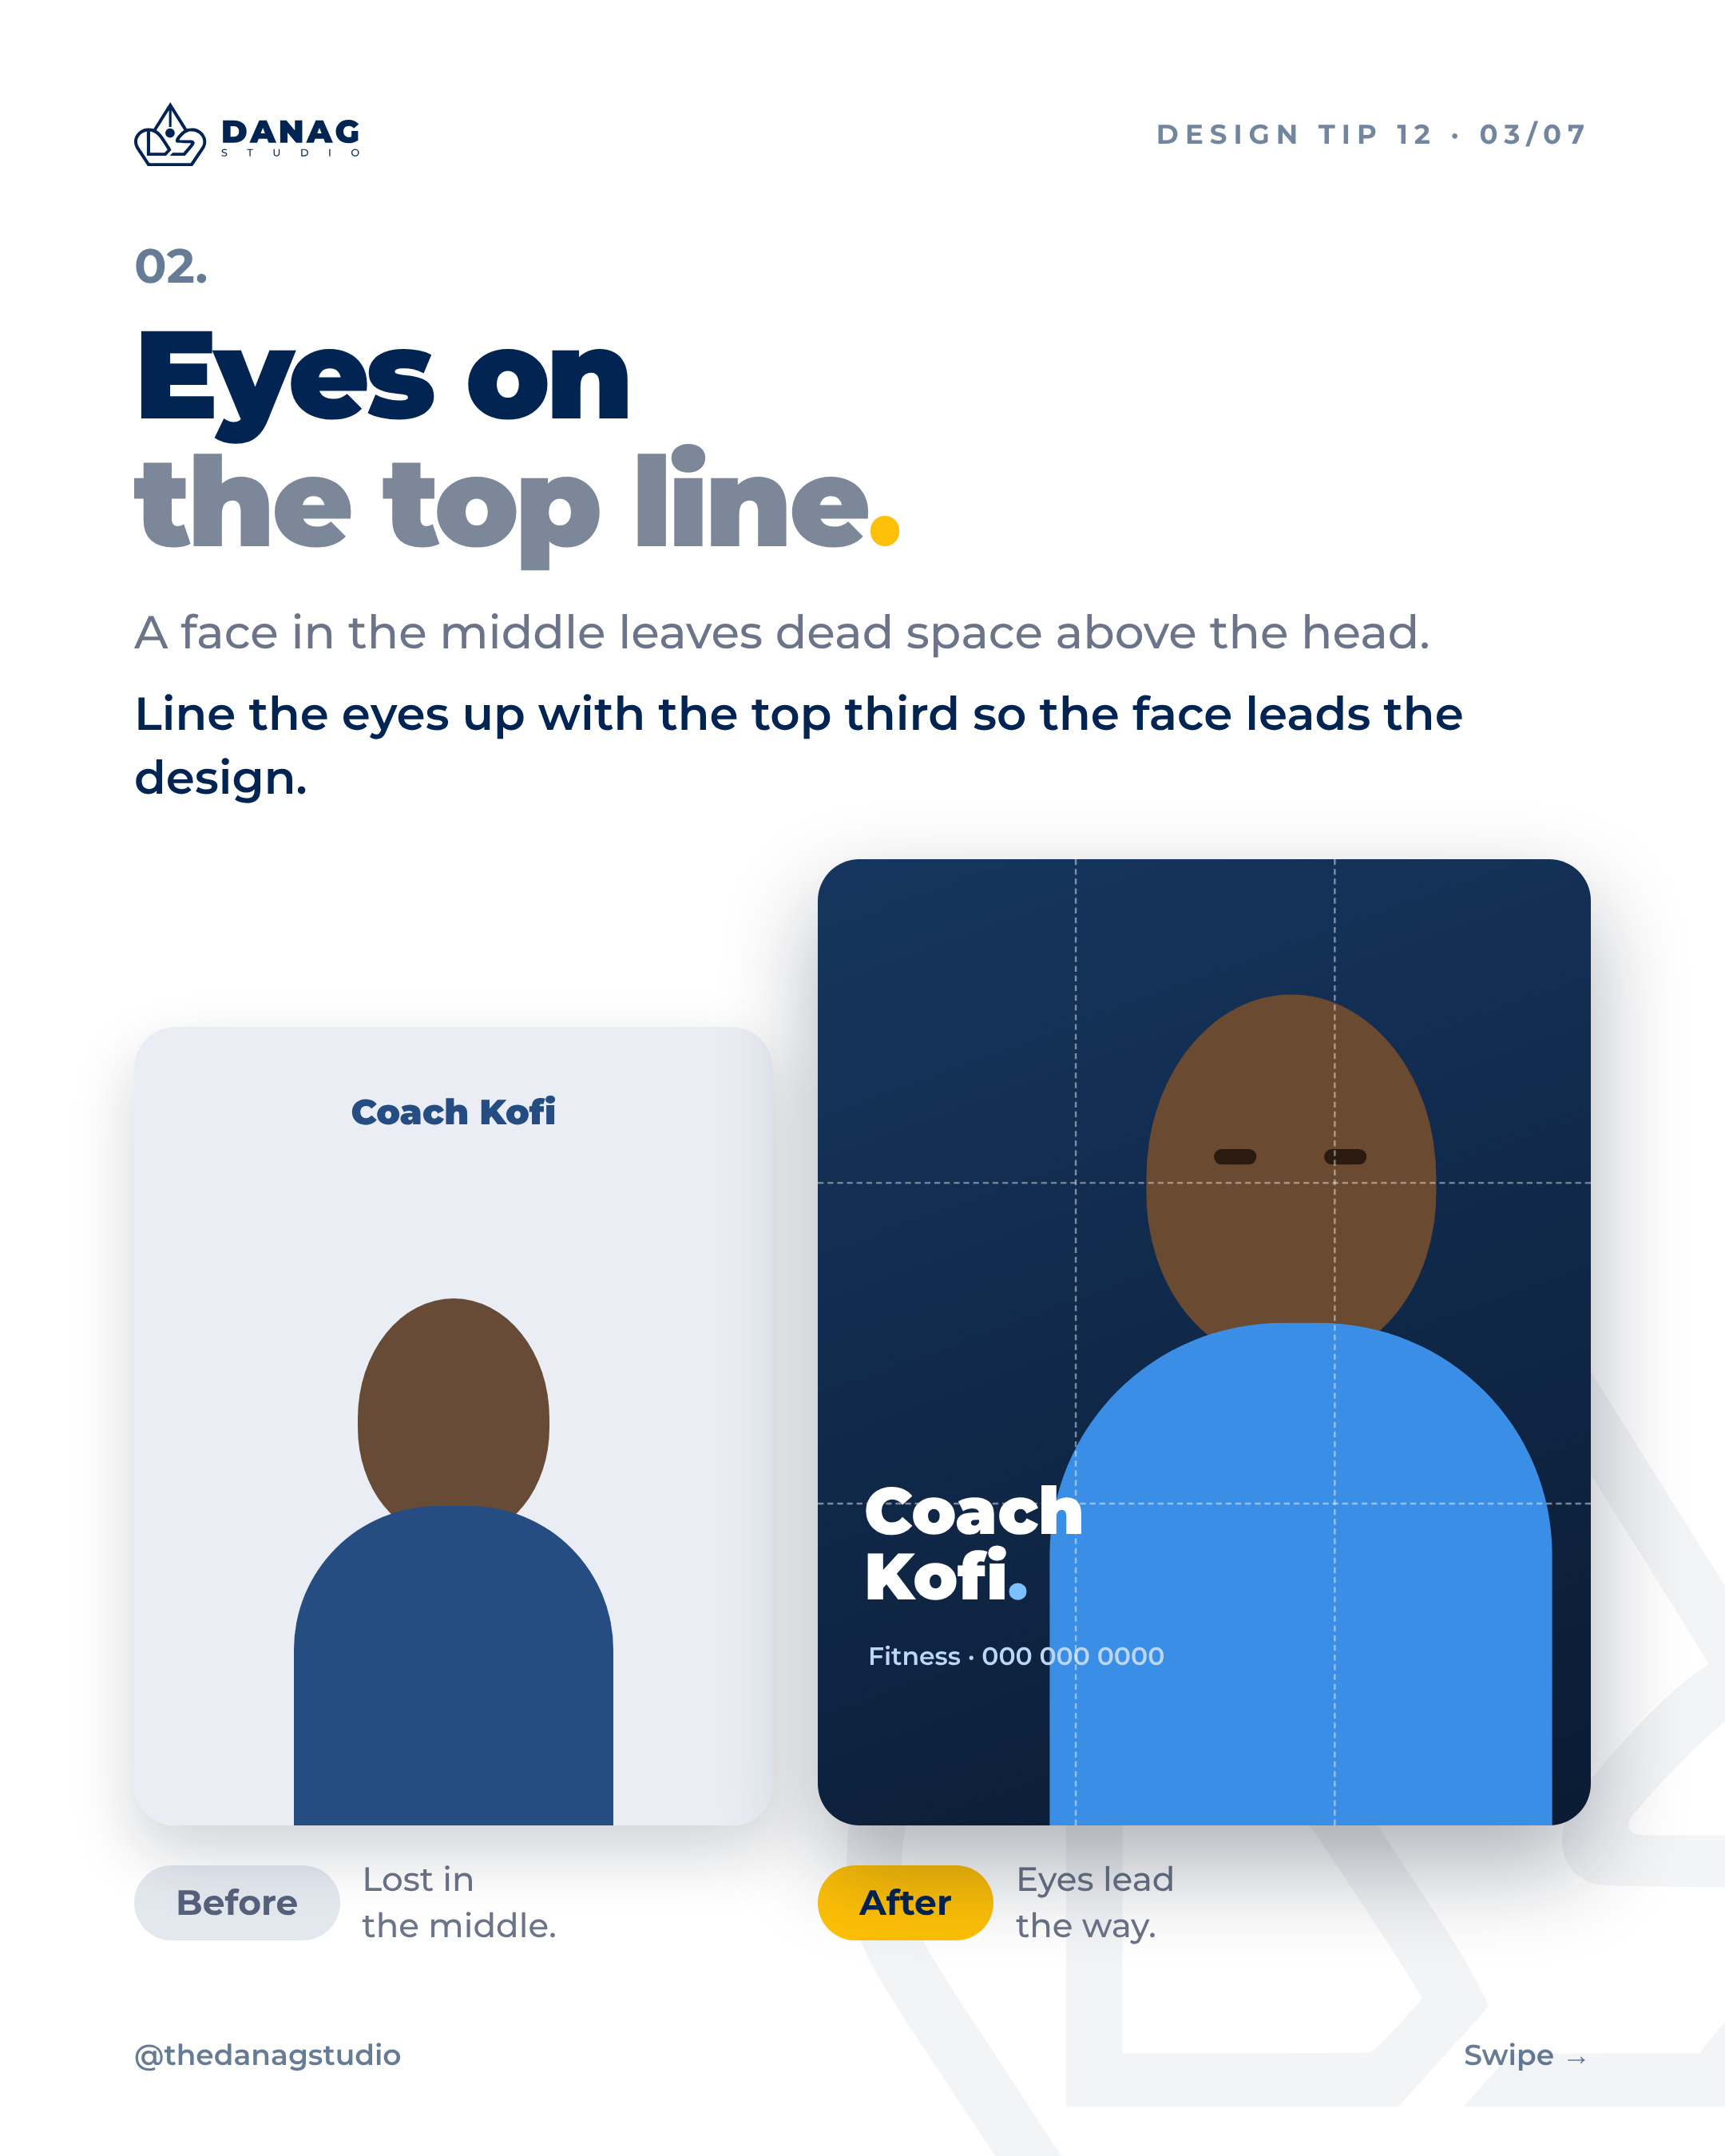 DANAG
STUDIO
DESIGN TIP 12 · 03/07
02.
Eyes on
the top line.
A face in the middle leaves dead space above the head.
Line the eyes up with the top third so the face leads the
design.
Coach Kofi
Coach
Kofi.
Fitness · 000 000 0000
Before
Lost in
the middle.
After
Eyes lead
the way.
@thedanagstudio
Swipe →